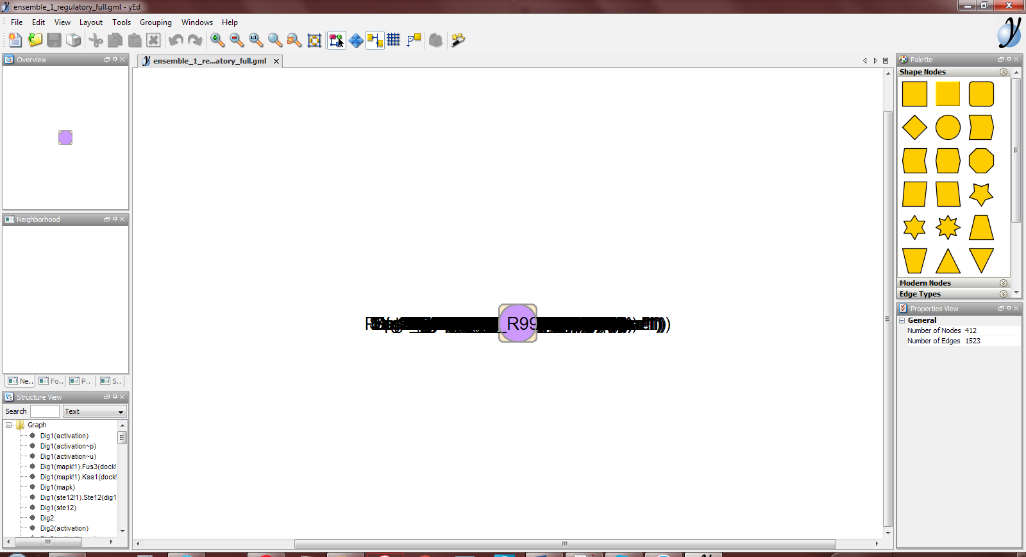 ensemble_1_regulatory_full.gml - yEd
File Edit View Layout Tools Grouping Windows Help
Overview
ensemble_1_re...atory_full.gml
Palette
Shape Nodes
Neighborhood
R99
Modern Nodes
Edge Types
Properties View
General
Number of Nodes 412
Number of Edges 1523
Ne.. Fo.. P.. S..
Structure View
Search Text
Graph
Dig1(activation)
Dig1(activation~p)
Dig1(activation~u)
Dig1(mapk!1).Fus3(dock!
Dig1(mapk!1).Kss1(dock!
Dig1(mapk)
Dig1(ste12!1).Ste12(dig1
Dig1(ste12)
Dig2
Dig2(activation)